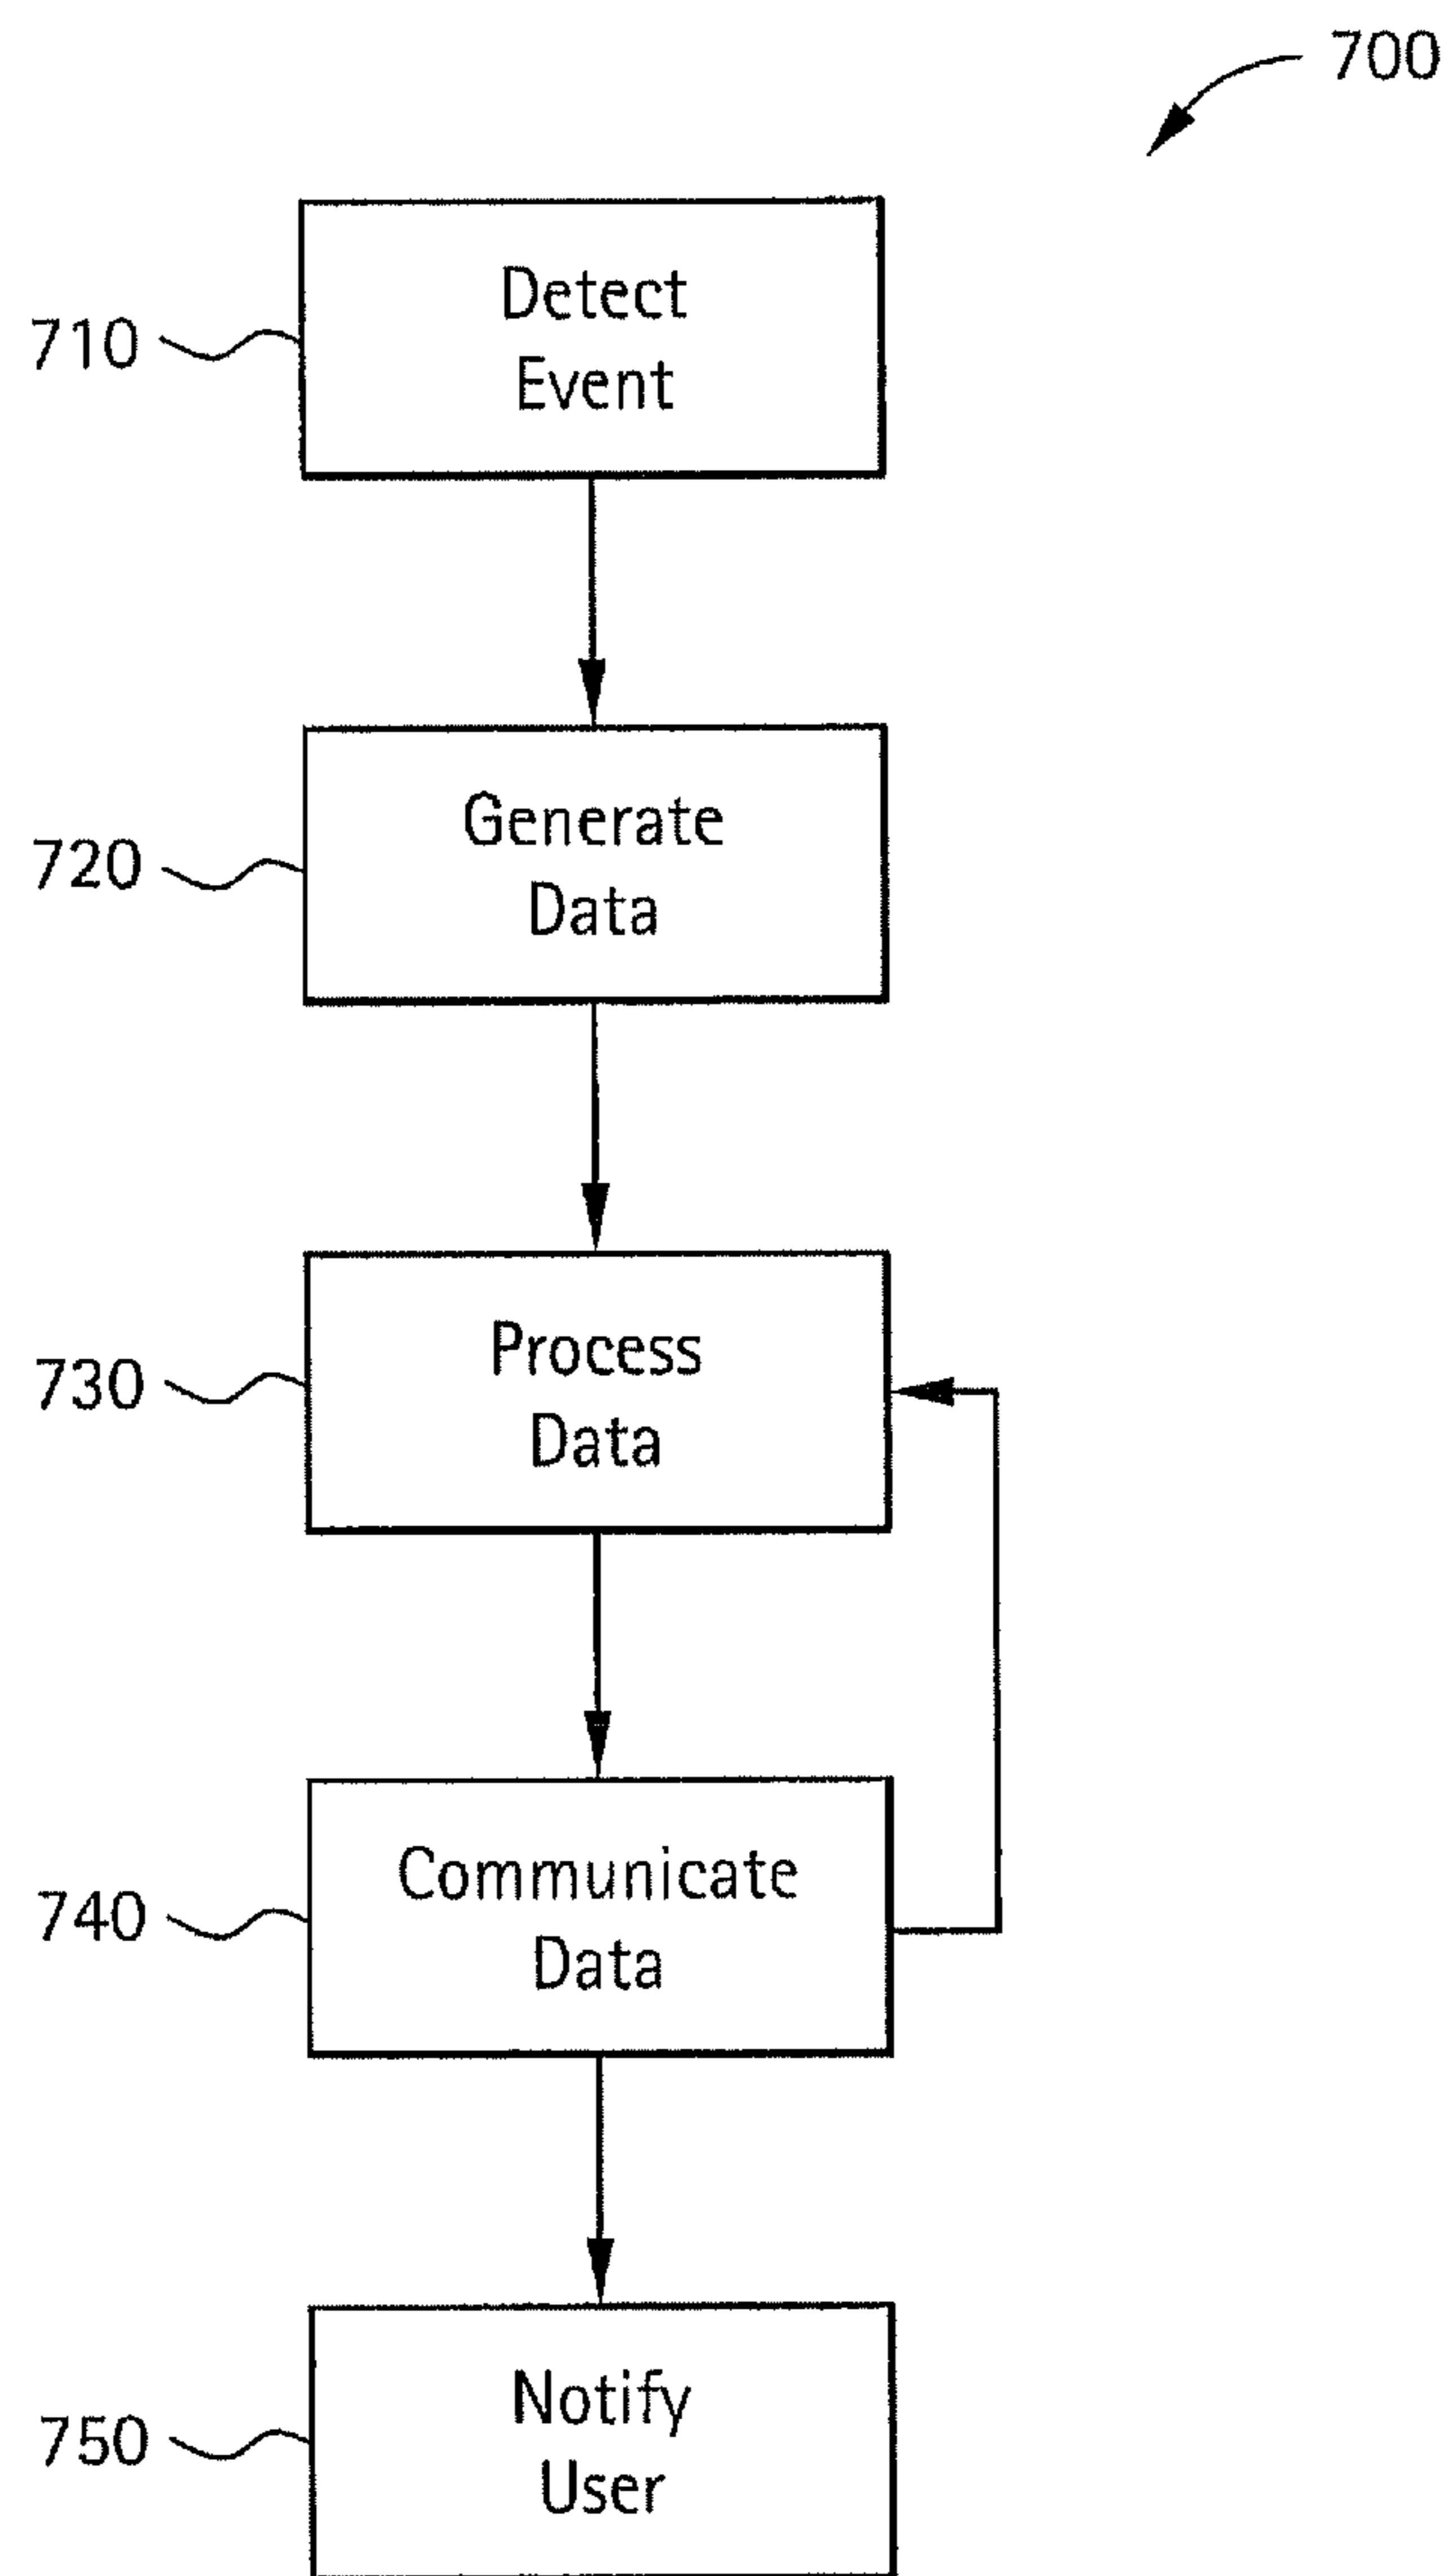 700
710
Detect
Event
720
Generate
Data
730
Process
Data
740
Communicate
Data
750
Notify
User